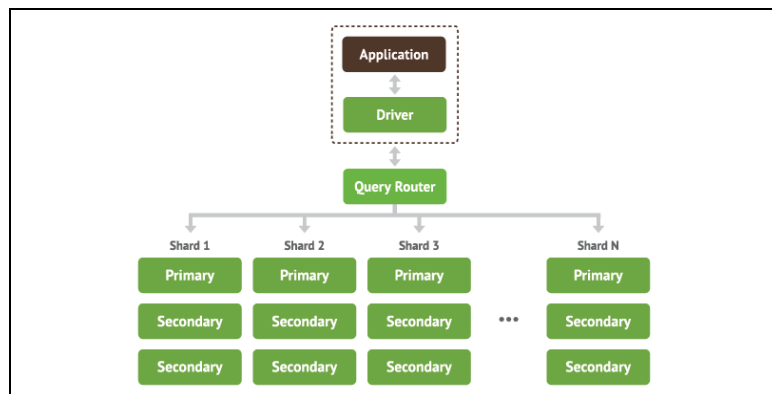 Application
Driver
Query Router
Shard 1 Shard 2 Shard 3 Shard N
Primary Primary Primary Primary
Secondary Secondary Secondary ••• Secondary
Secondary Secondary Secondary Secondary